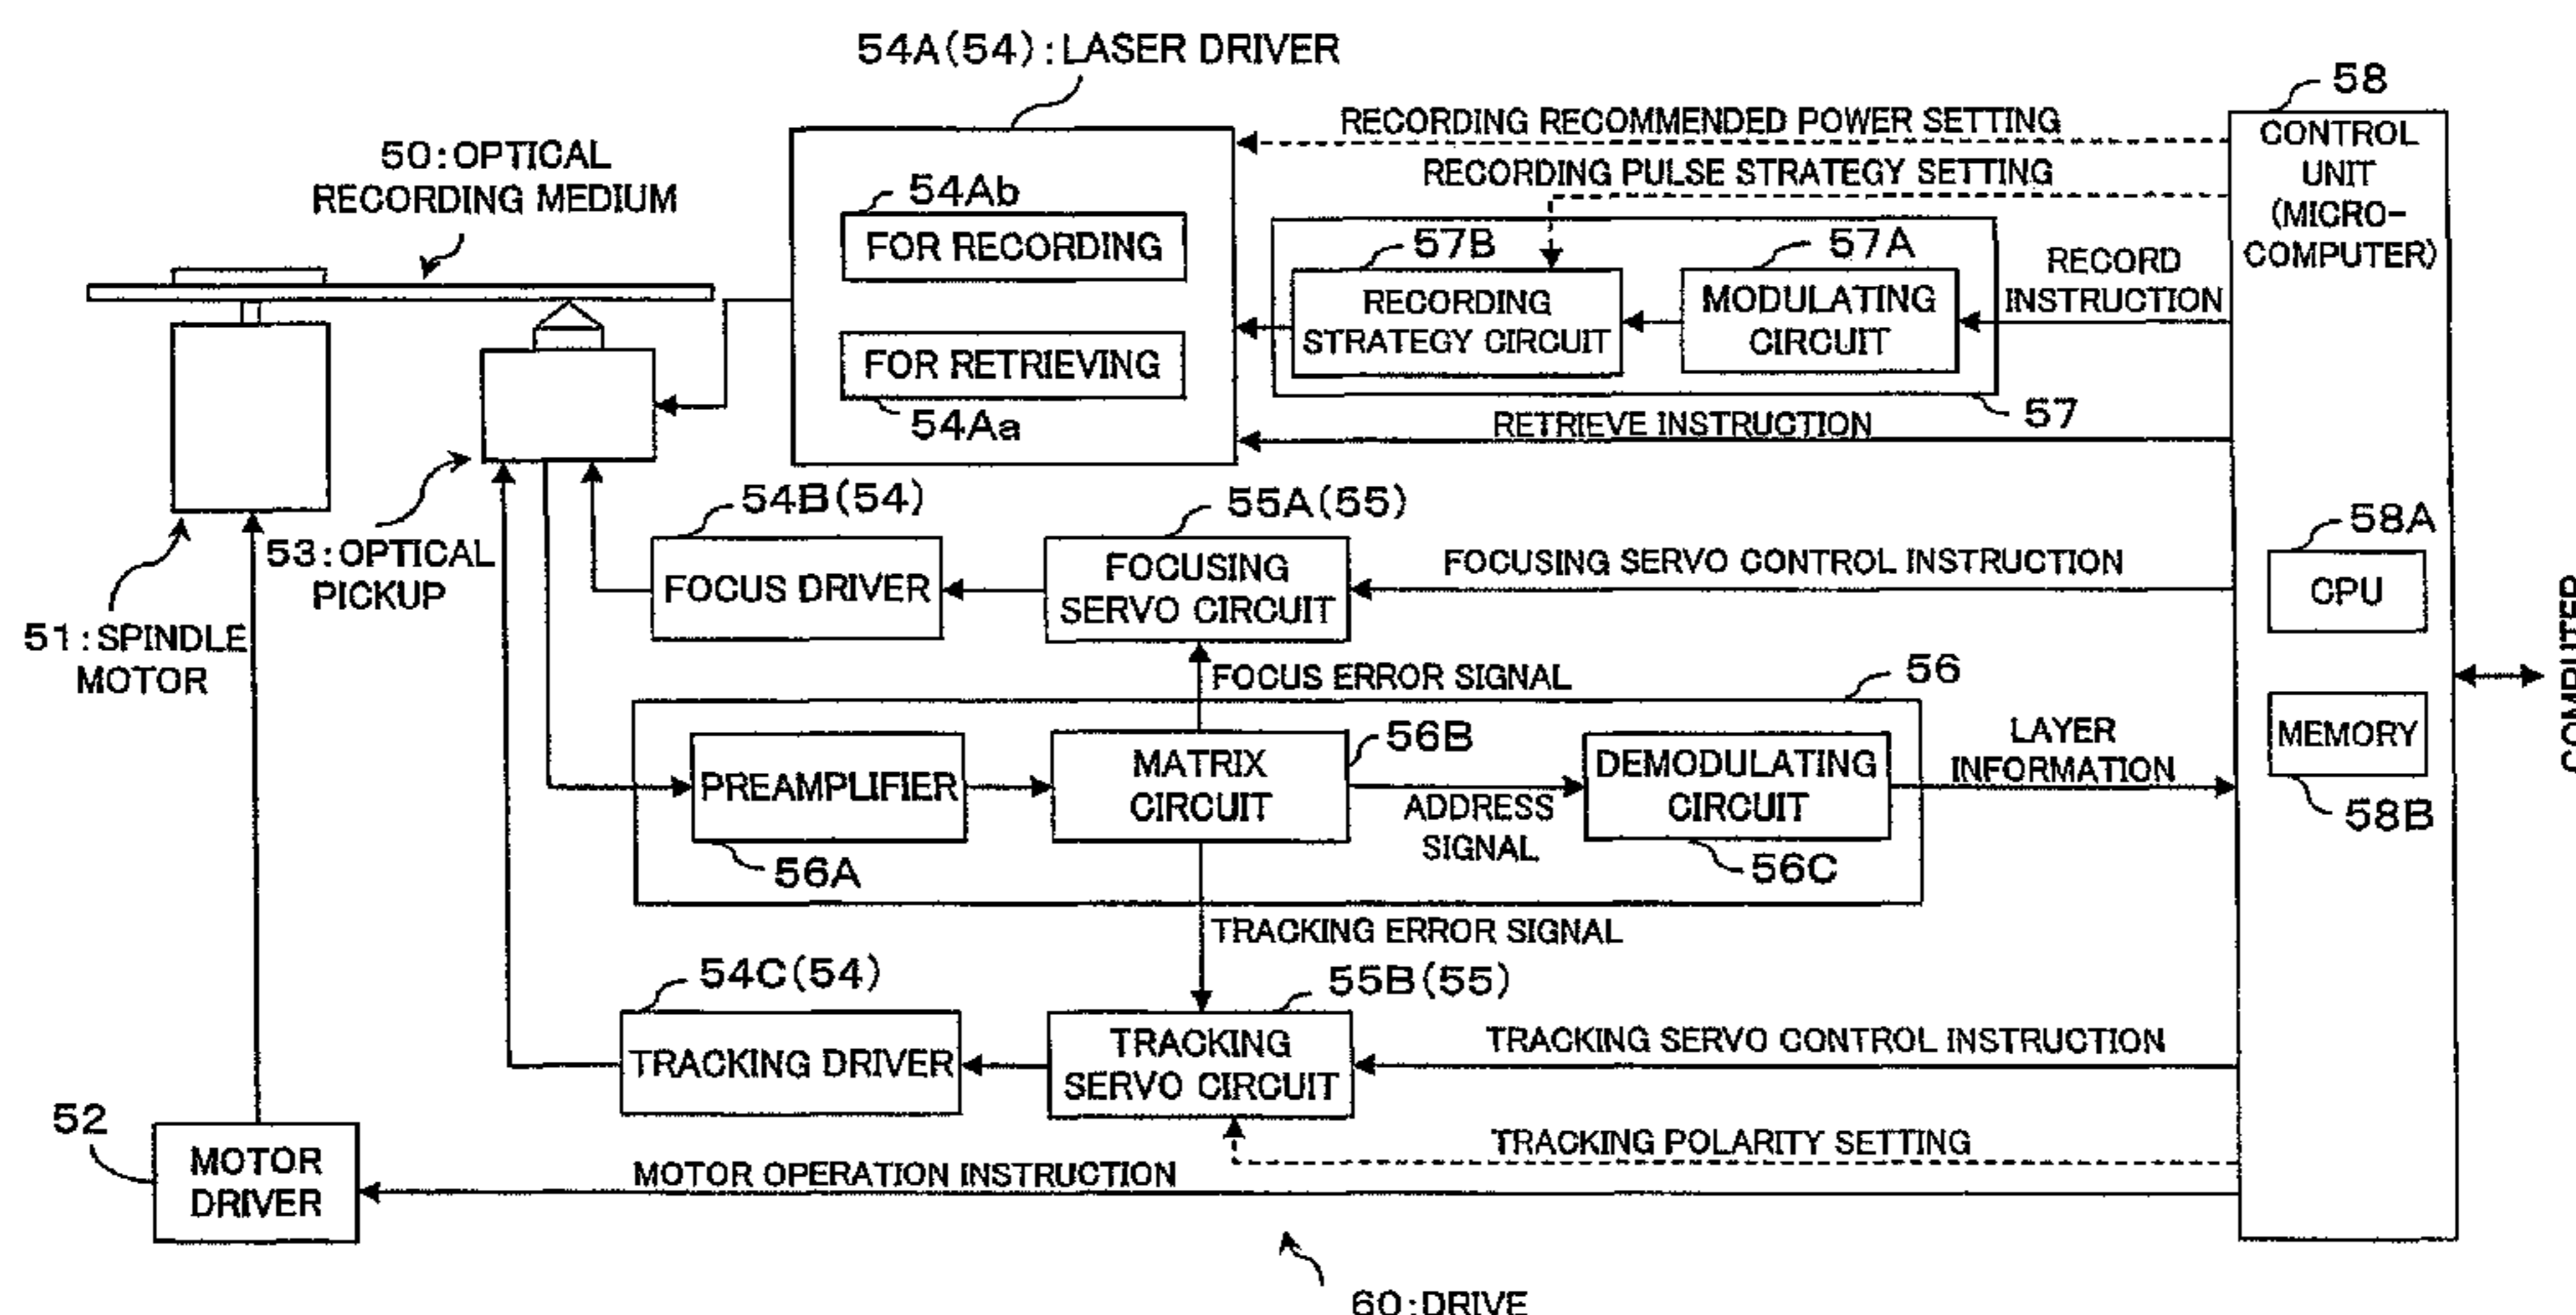 54A(54):LASER DRIVER
58
CONTROL
UNIT
(MICRO-
COMPUTER)
RECORDING RECOMMENDED POWER SETTING
RECORDING PULSE STRATEGY SETTING
50:OPTICAL
RECORDING MEDIUM
54Ab
FOR RECORDING
FOR RETRIEVING
54Aa
57B
RECORDING
STRATEGY CIRCUIT
57A
MODULATING
CIRCUIT
RECORD
INSTRUCTION
57
RETRIEVE INSTRUCTION
53:OPTICAL
PICKUP
51:SPINDLE
MOTOR
54B(54)
FOCUS DRIVER
55A(55)
FOCUSING
SERVO CIRCUIT
FOCUSING SERVO CONTROL INSTRUCTION
58A
CPU
MEMORY
58B
COMPUTER
FOCUS ERROR SIGNAL
56
PREAMPLIFIER
56A
MATRIX
CIRCUIT
56B
ADDRESS
SIGNAL
DEMODULATING
CIRCUIT
56C
LAYER
INFORMATION
TRACKING ERROR SIGNAL
54C(54)
TRACKING DRIVER
55B(55)
TRACKING
SERVO CIRCUIT
TRACKING SERVO CONTROL INSTRUCTION
TRACKING POLARITY SETTING
52
MOTOR
DRIVER
MOTOR OPERATION INSTRUCTION
60:DRIVE